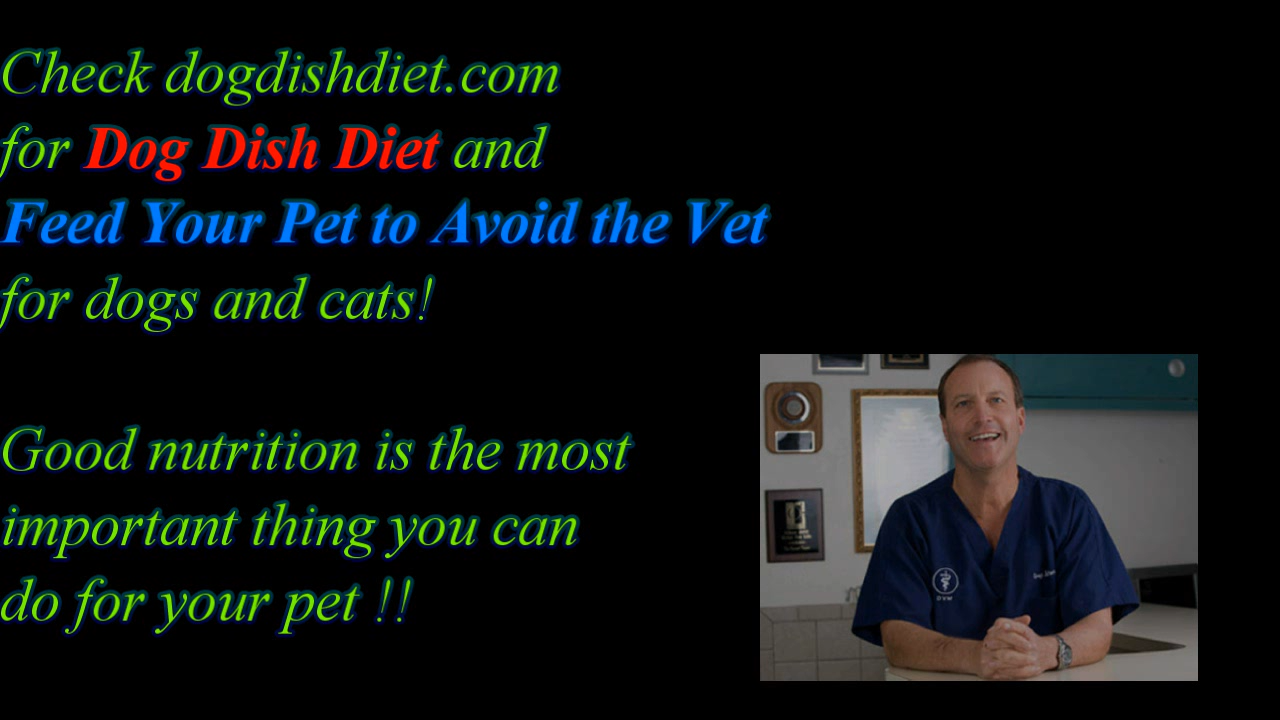 Check dogdishdiet.com
for Dog Dish Diet and
Feed Your Pet to Avoid the Vet
for dogs and cats!
Good nutrition is the most
important thing you can
do for your pet !!
DVM